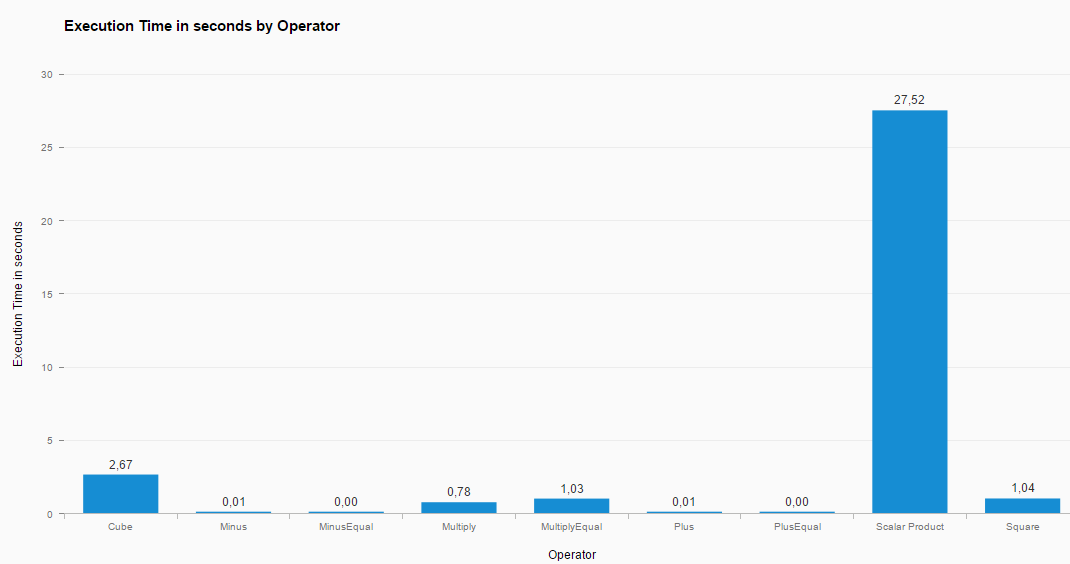 Execution Time in seconds by Operator
30
25
20
15
10
5
0
Execution Time in seconds
2,67
0,01
0,00
0,78
1,03
0,01
0,00
27,52
1,04
Cube
Minus
MinusEqual
Multiply
MultiplyEqual
Plus
PlusEqual
Scalar Product
Square
Operator